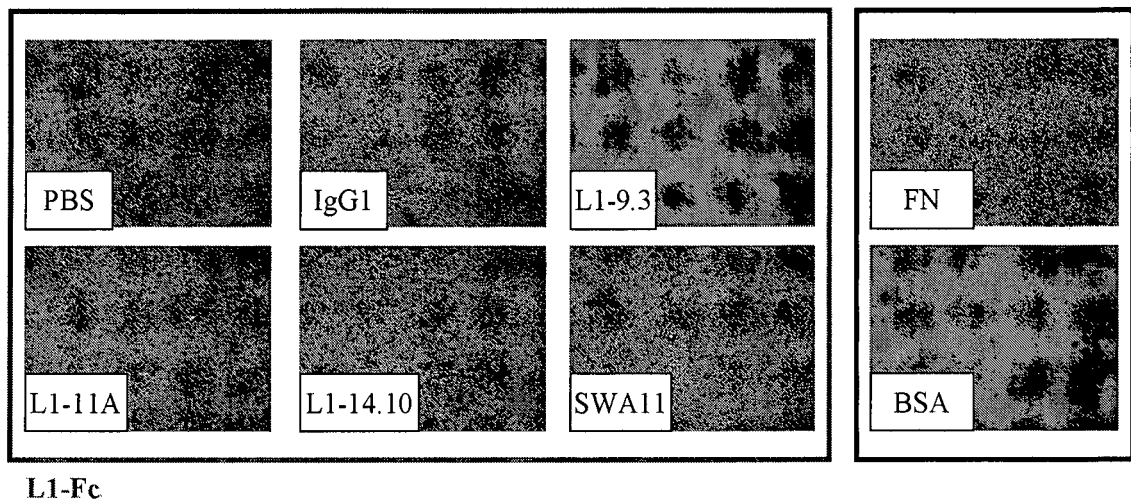 PBS
IgG1
L1-9.3
FN
L1-11A
L1-14.10
SWA11
BSA
L1-Fc